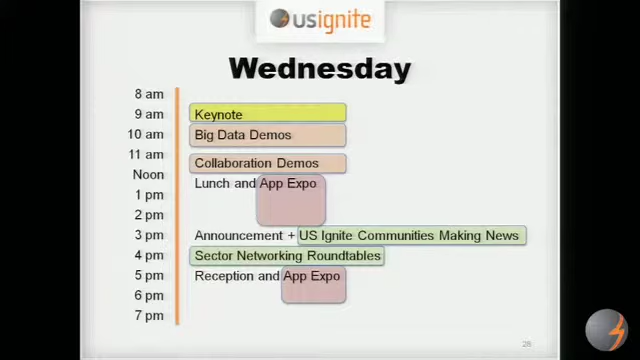 usignite
Wednesday
8 am
9 am
Keynote
10 am
Big Data Demos
11 am
Collaboration Demos
Noon
Lunch and App Expo
1 pm
2 pm
3 pm
Announcement + US Ignite Communities Making News
4 pm
Sector Networking Roundtables
5 pm
Reception and App Expo
6 pm
7 pm
28